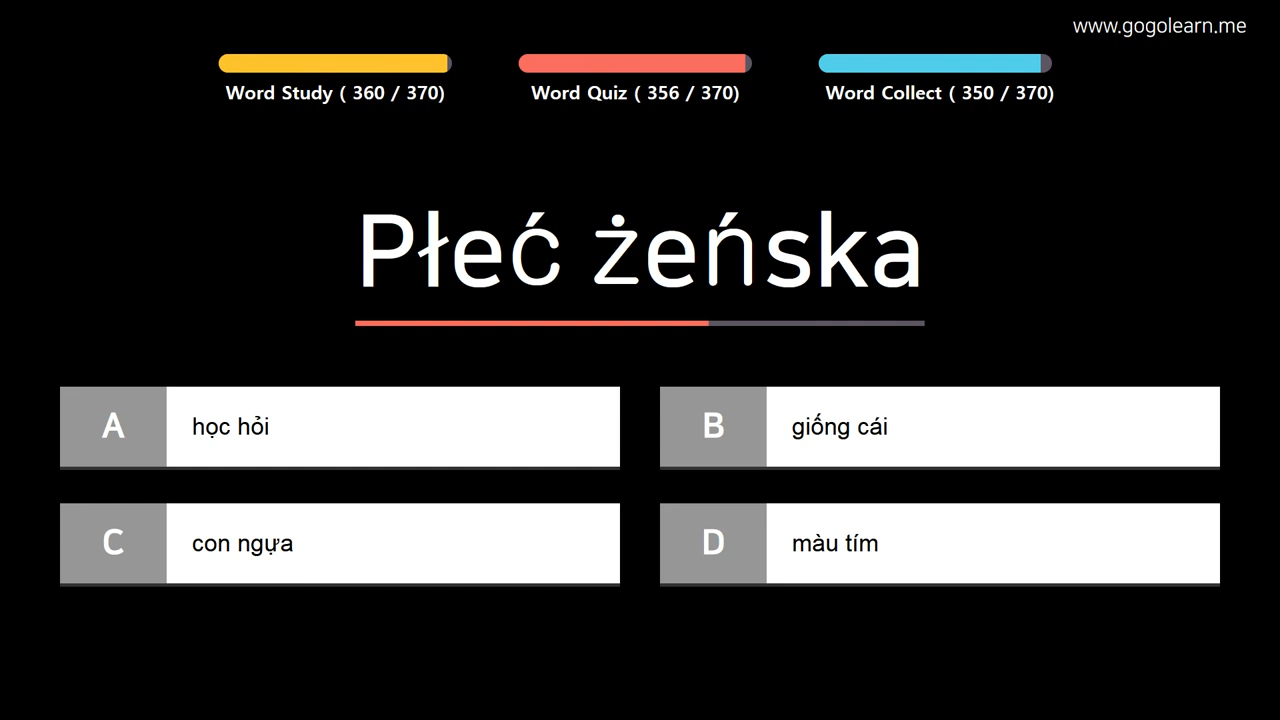 www.gogolearn.me
Word Study ( 360 / 370)
Word Quiz ( 356 / 370)
Word Collect ( 350 / 370)
Płeć żeńska
A
học hỏi
B
giống cái
C
con ngựa
D
màu tím